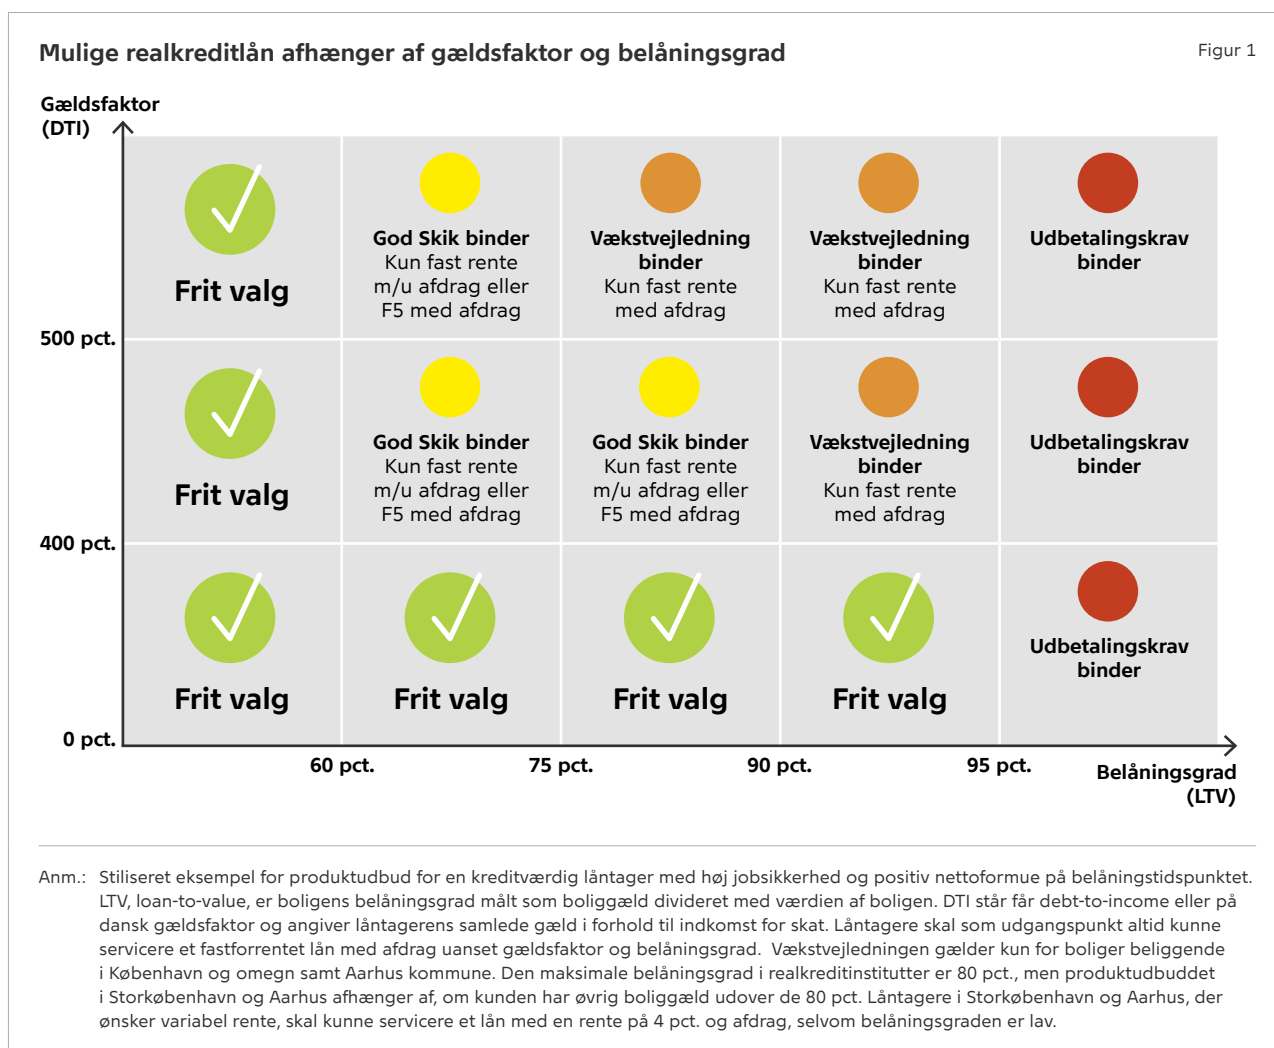 Mulige realkreditlån afhænger af gældsfaktor og belåningsgrad
Figur 1
Gældsfaktor
(DTI)
Frit valg
God Skik binder
Kun fast rente
m/u afdrag eller
F5 med afdrag
Vækstvejledning
binder
Kun fast rente
med afdrag
Vækstvejledning
binder
Kun fast rente
med afdrag
Udbetalingskrav
binder
500 pct.
Frit valg
God Skik binder
Kun fast rente
m/u afdrag eller
F5 med afdrag
God Skik binder
Kun fast rente
m/u afdrag eller
F5 med afdrag
Vækstvejledning
binder
Kun fast rente
med afdrag
Udbetalingskrav
binder
400 pct.
Frit valg
Frit valg
Frit valg
Frit valg
Udbetalingskrav
binder
0 pct.
60 pct.
75 pct.
90 pct.
95 pct.
Belåningsgrad
(LTV)
Anm.: Stiliseret eksempel for produktudbud for en kreditværdig låntager med høj jobsikkerhed og positiv nettoformue på belåningstidspunktet.
LTV, loan-to-value, er boligens belåningsgrad målt som boliggæld divideret med værdien af boligen. DTI står får debt-to-income eller på
dansk gældsfaktor og angiver låntagerens samlede gæld i forhold til indkomst for skat. Låntagere skal som udgangspunkt altid kunne
servicere et fastforrentet lån med afdrag uanset gældsfaktor og belåningsgrad. Vækstvejledningen gælder kun for boliger beliggende
i København og omegn samt Aarhus kommune. Den maksimale belåningsgrad i realkreditinstitutter er 80 pct., men produktudbuddet
i Storkøbenhavn og Aarhus afhænger af, om kunden har øvrig boliggæld udover de 80 pct. Låntagere i Storkøbenhavn og Aarhus, der
ønsker variabel rente, skal kunne servicere et lån med en rente på 4 pct. og afdrag, selvom belåningsgraden er lav.